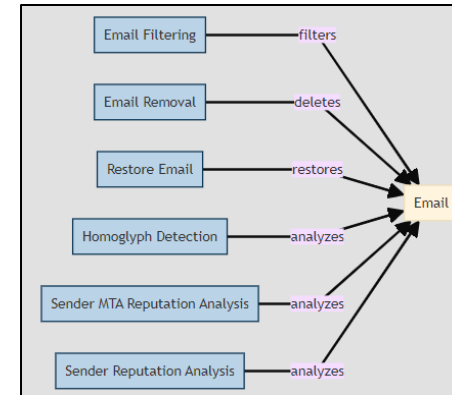 Email Filtering
filters
Email Removal
deletes
Restore Email
restores
Email
Homoglyph Detection
analyzes
Sender MTA Reputation Analysis
analyzes
Sender Reputation Analysis
analyzes